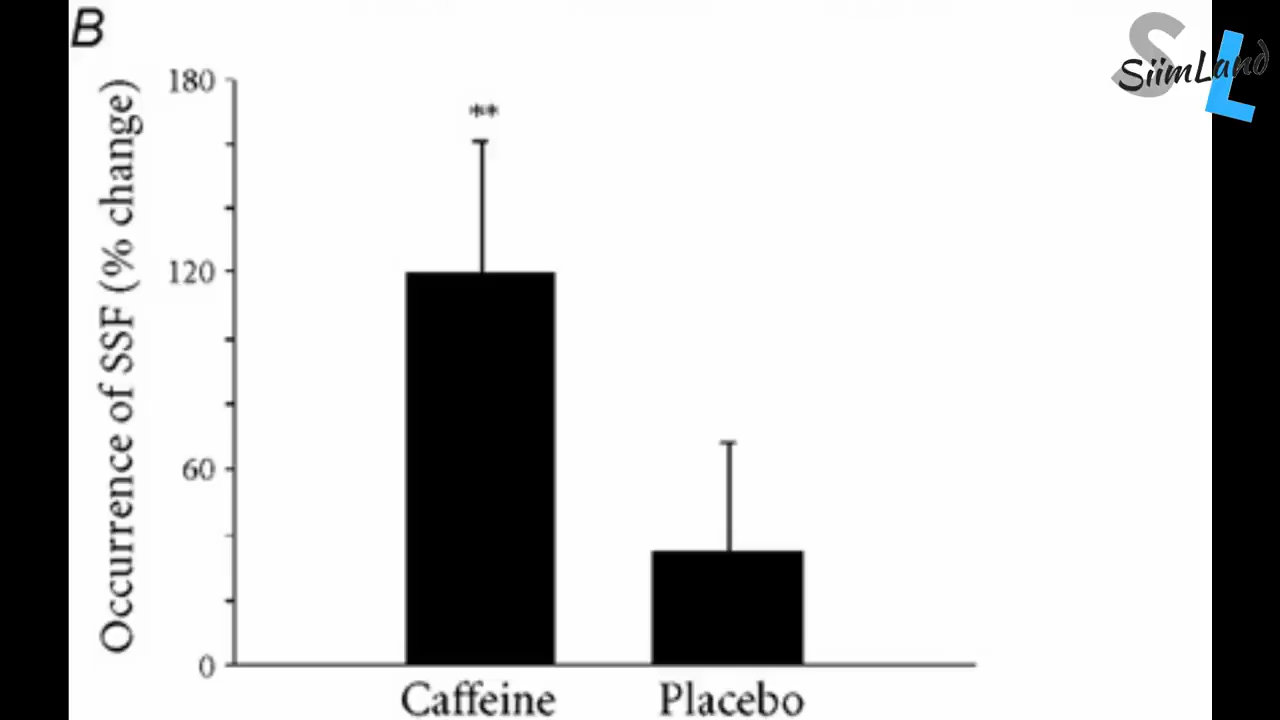 B
S L
SiimLand
Occurrence of SSF (% change)
180
**
120
60
0
Caffeine Placebo